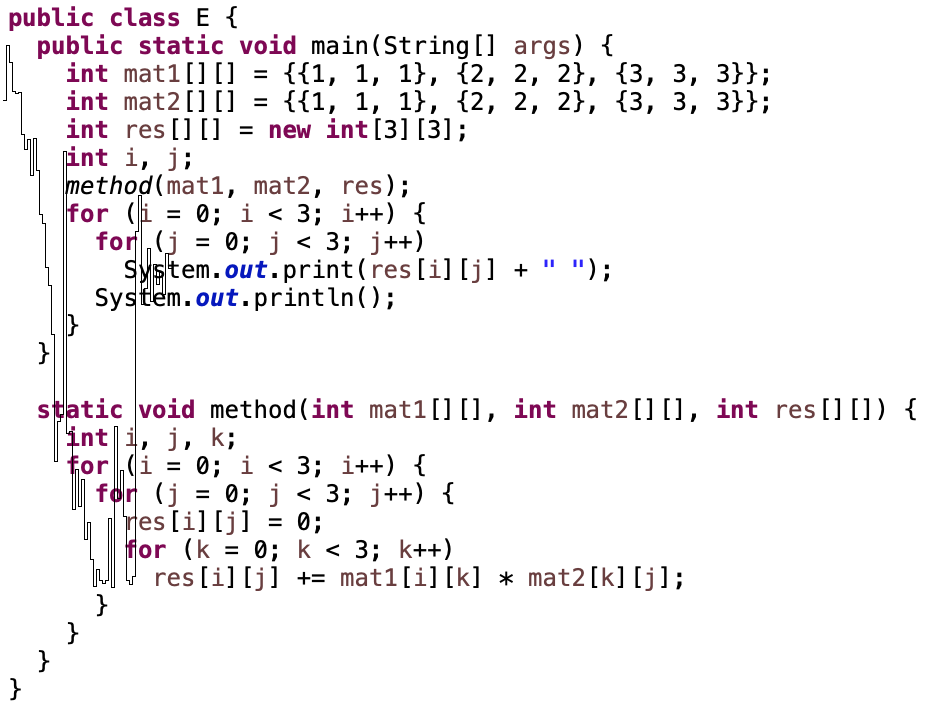 public class E {
  public static void main(String[] args) {
    int mat1[][] = {{1, 1, 1}, {2, 2, 2}, {3, 3, 3}};
    int mat2[][] = {{1, 1, 1}, {2, 2, 2}, {3, 3, 3}};
    int res[][] = new int[3][3];
    int i, j;
    method(mat1, mat2, res);
    for (i = 0; i < 3; i++) {
      for (j = 0; j < 3; j++)
        System.out.print(res[i][j] + " ");
      System.out.println();
    }
  }

  static void method(int mat1[][], int mat2[][], int res[][]) {
    int i, j, k;
    for (i = 0; i < 3; i++) {
      for (j = 0; j < 3; j++) {
        res[i][j] = 0;
        for (k = 0; k < 3; k++)
          res[i][j] += mat1[i][k] * mat2[k][j];
      }
    }
  }
}